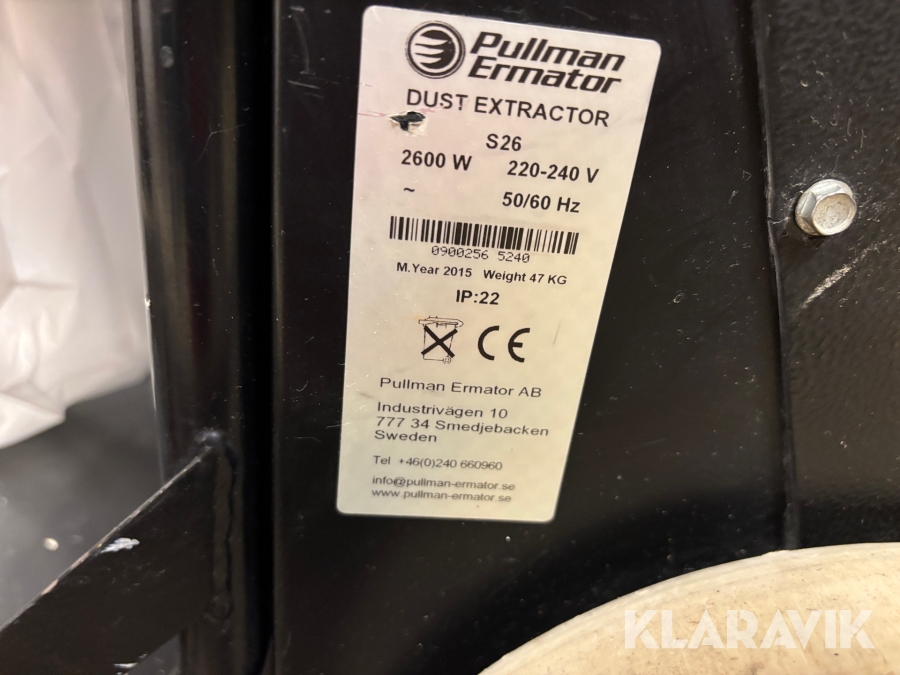 Pullman
Ermator
DUST EXTRACTOR
S26
2600 W 220-240 V
~ 50/60 Hz
0900256 5240
M.Year 2015 Weight 47 KG
IP:22
CE
Pullman Ermator AB
Industrivägen 10
777 34 Smedjebacken
Sweden
Tel +46(0)240 660960
info@pullman-ermator.se
www.pullman-ermator.se
KLARAVIK